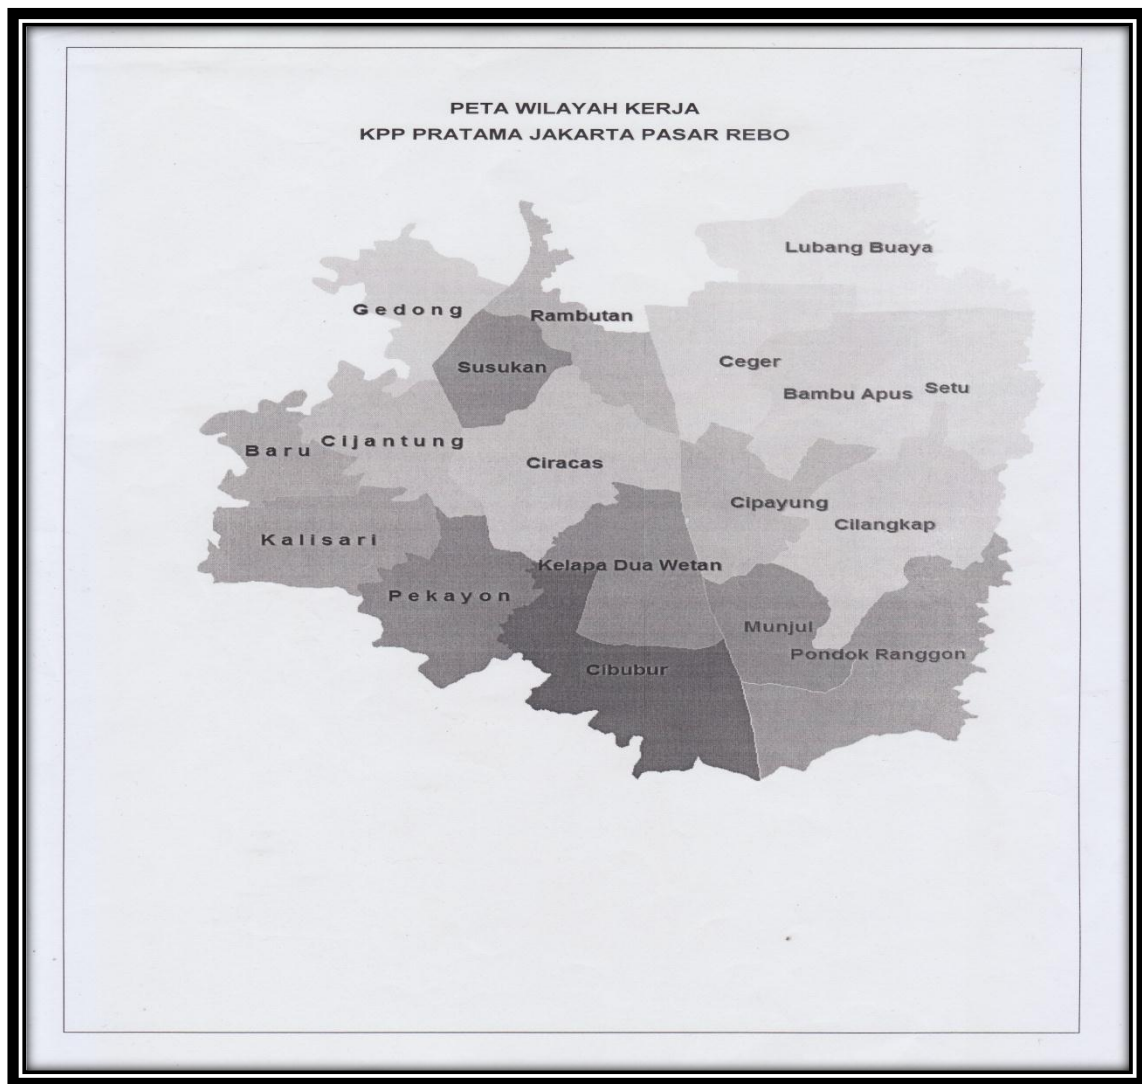 PETA WILAYAH KERJA
KPP PRATAMA JAKARTA PASAR REBO
Lubang Buaya
Gedong
Rambutan
Susukan
Ceger
Bambu Apus
Setu
Baru
Cijantung
Ciracas
Cipayung
Cilangkap
Kalisari
Kelapa Dua Wetan
Pekayon
Munjul
Pondok Ranggon
Cibubur